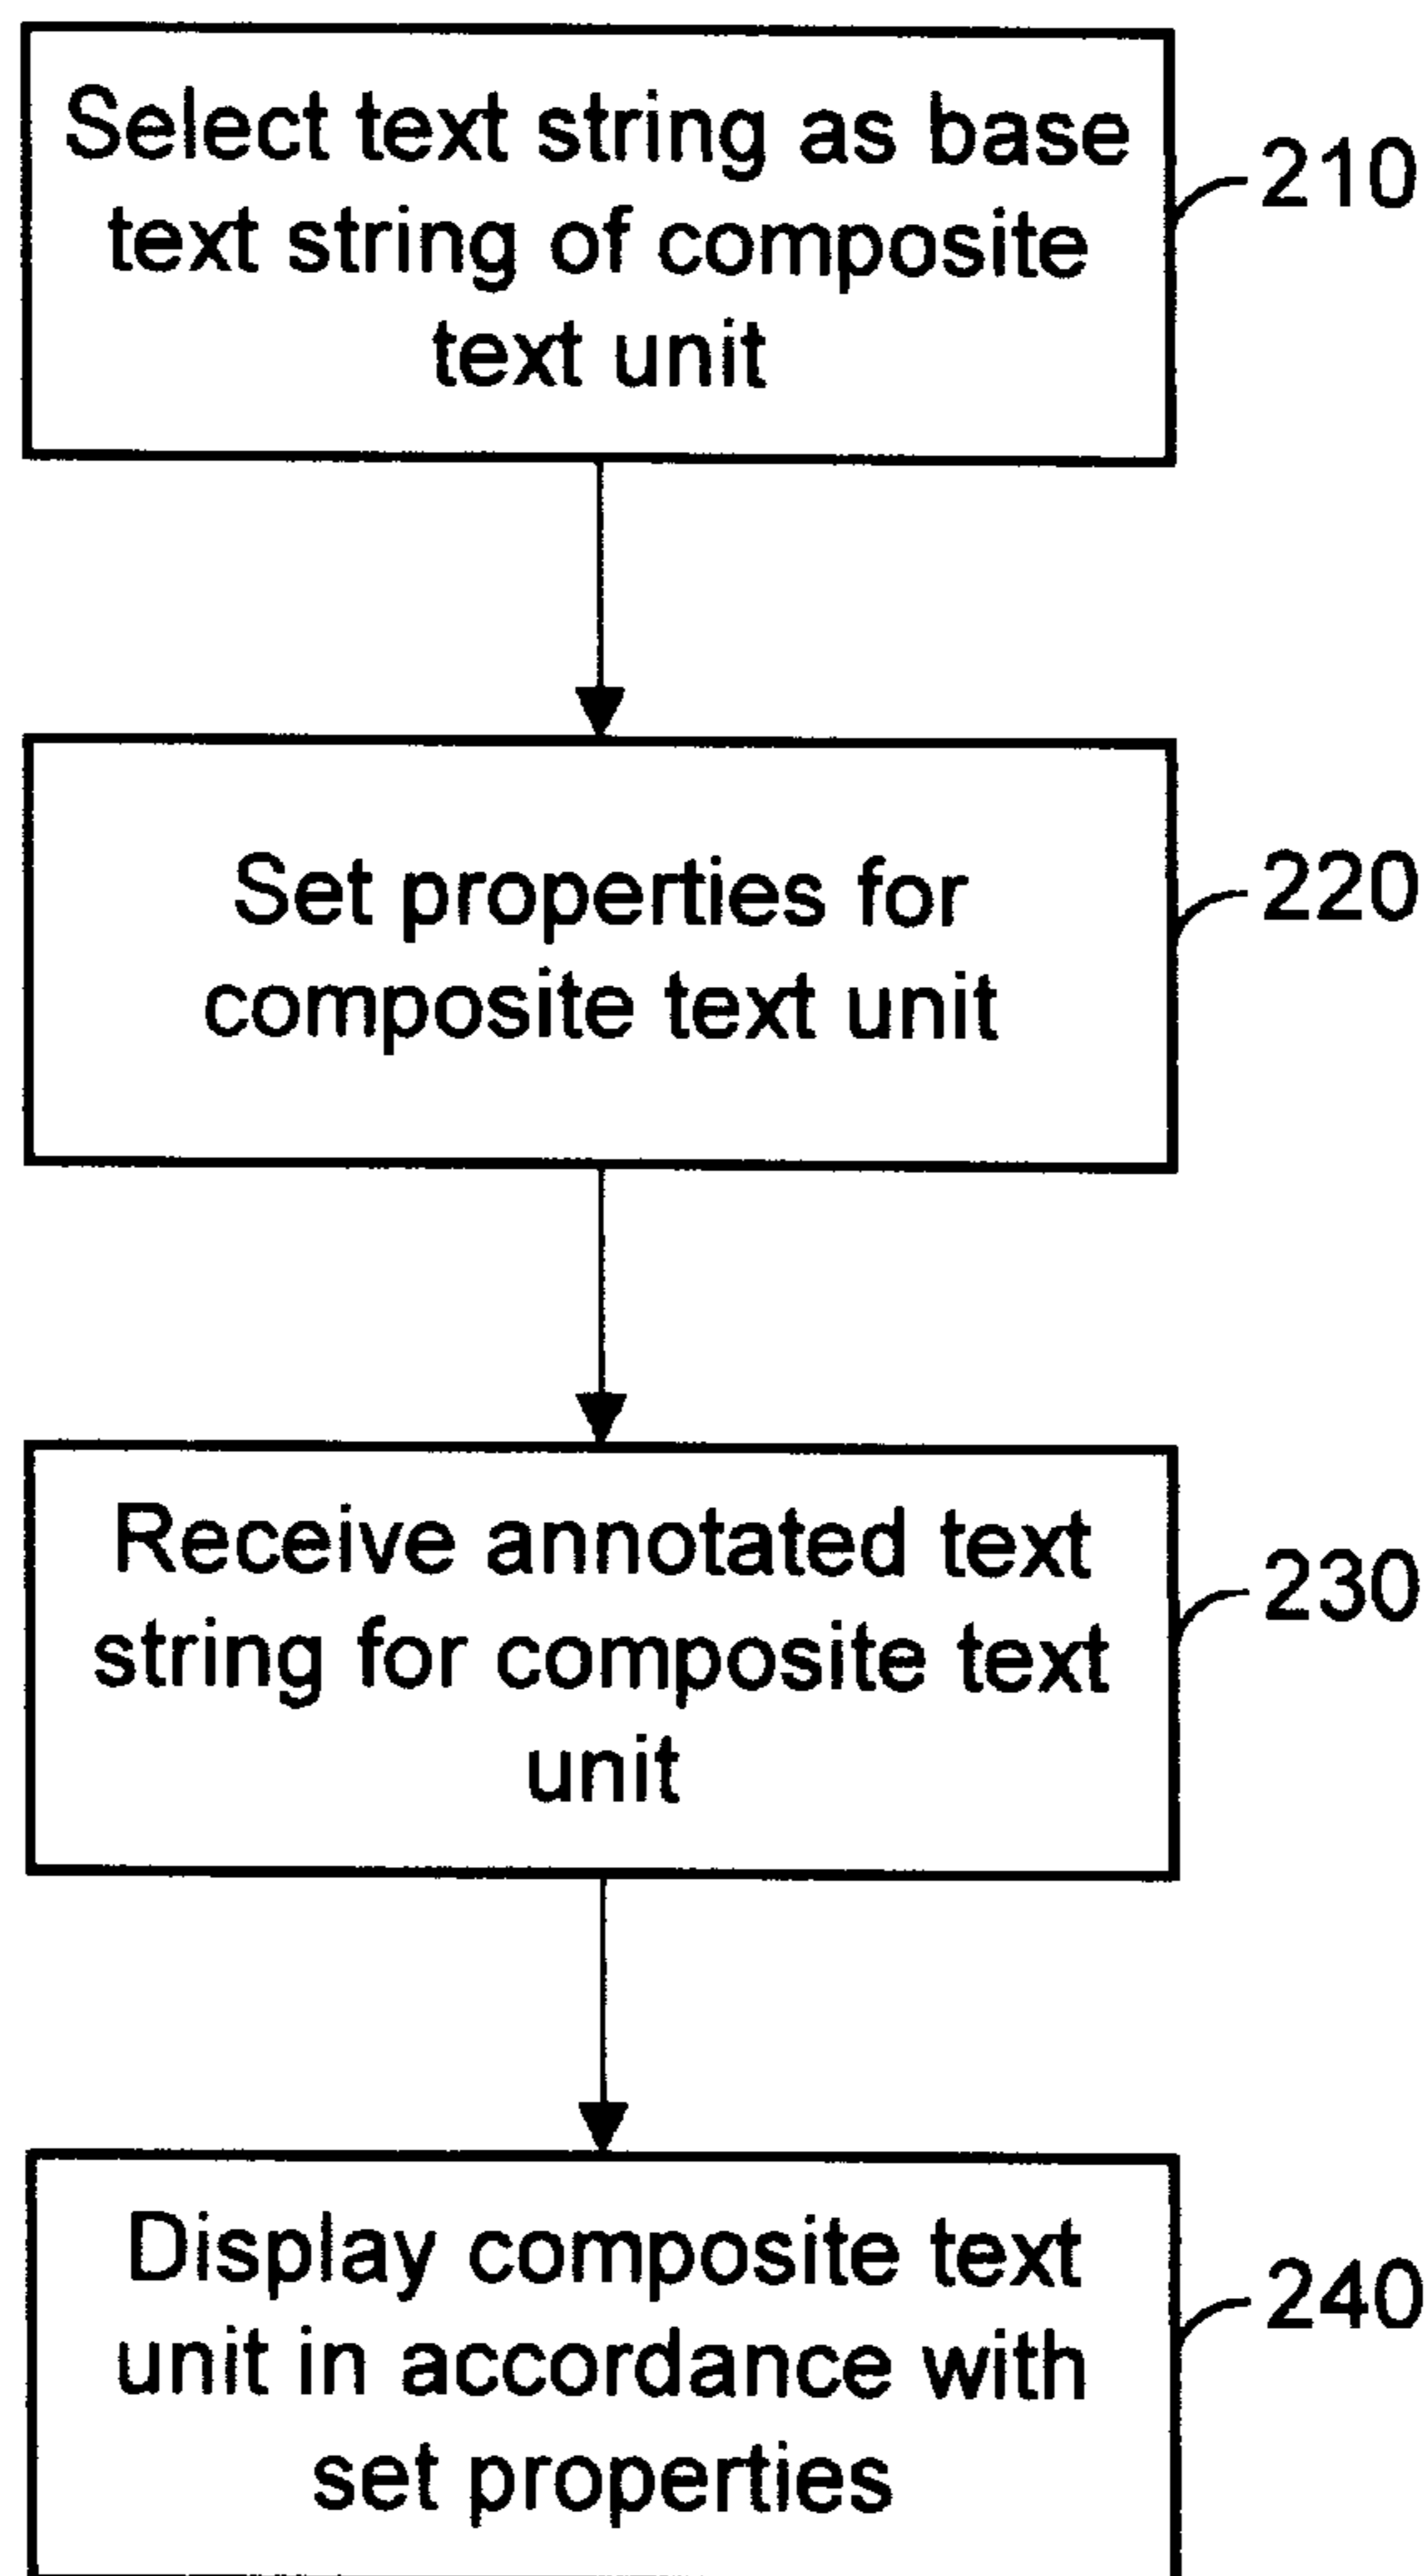 Select text string as base
text string of composite
text unit
210
Set properties for
composite text unit
220
Receive annotated text
string for composite text
unit
230
Display composite text
unit in accordance with
set properties
240